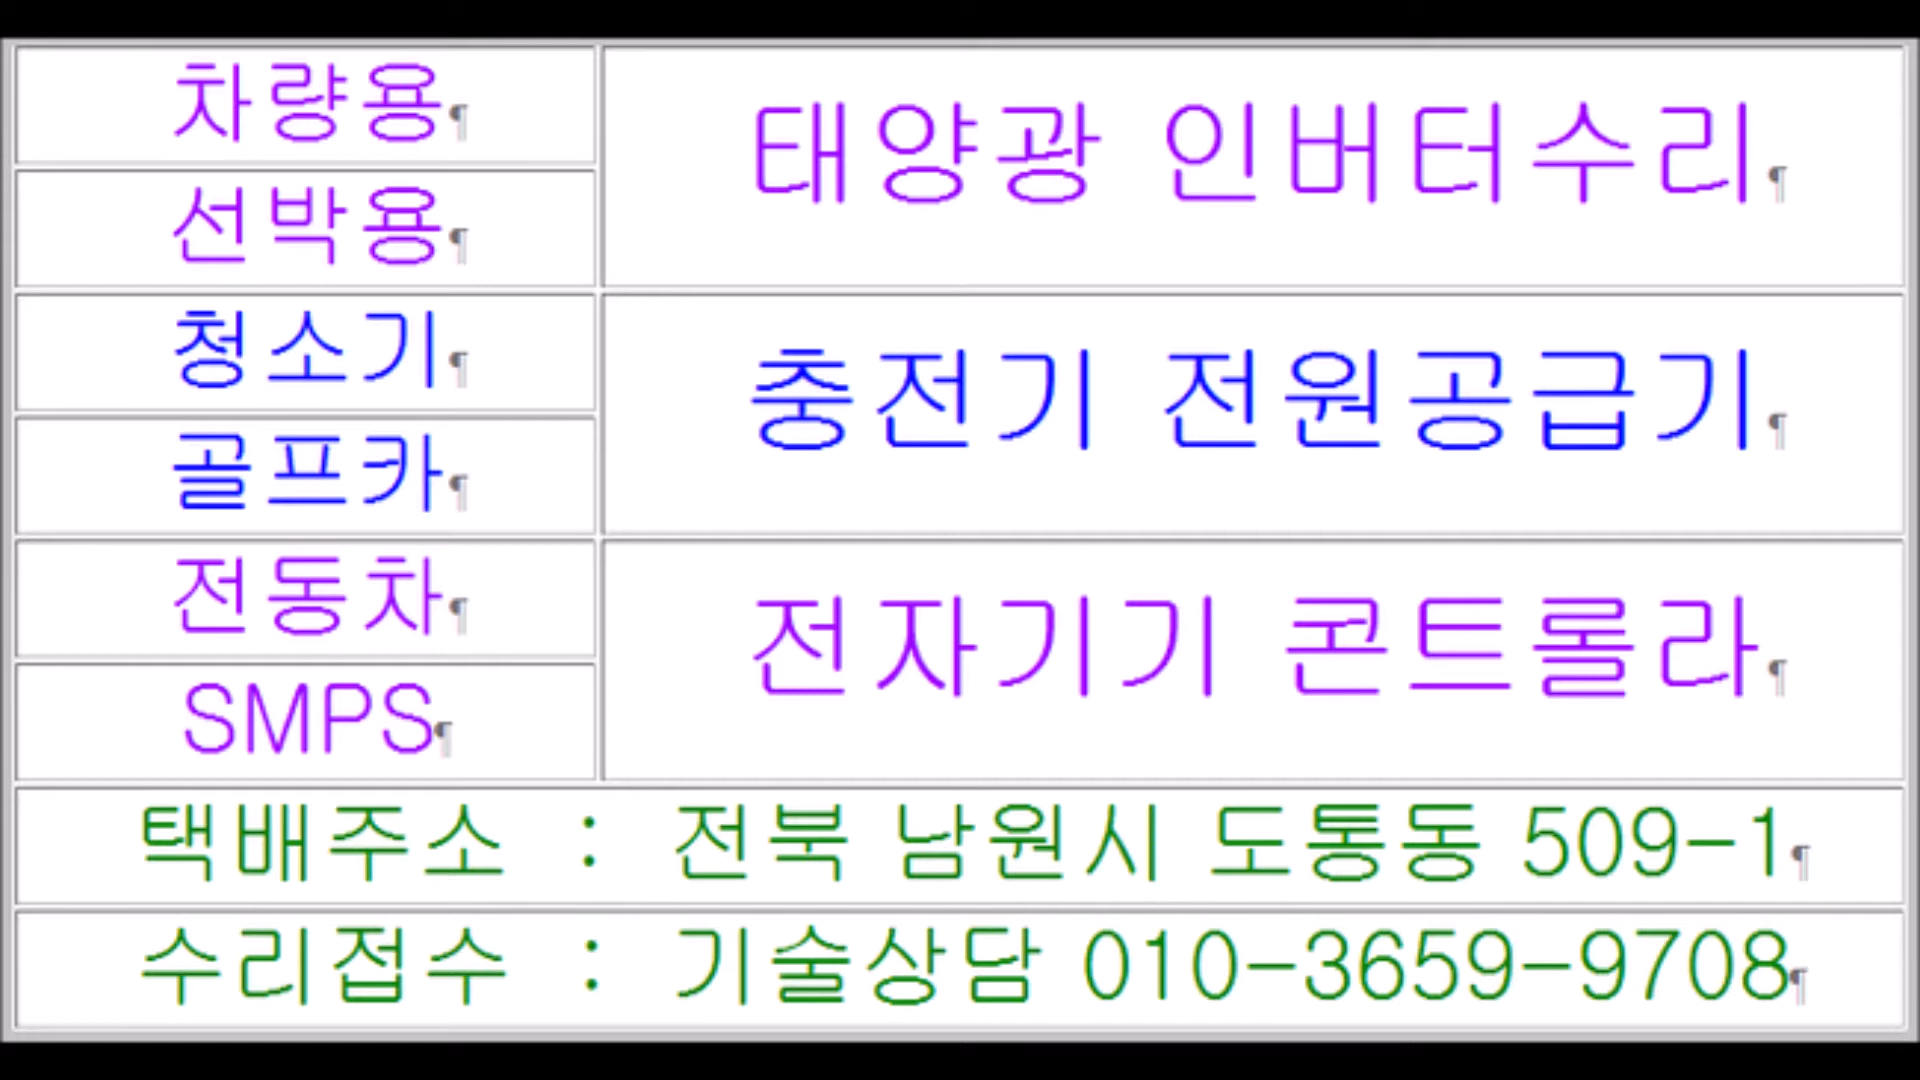 차량용
태양광 인버터수리
선박용
청소기
충전기 전원공급기
골프카
전동차
전자기기 콘트롤라
SMPS
택배주소 : 전북 남원시 도통동 509-1
수리접수 : 기술상담 010-3659-9708